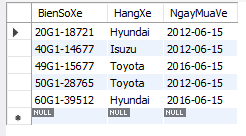 BienSoXe HangXe NgayMuaVe
20G1-18721 Hyundai 2012-06-15
40G1-14677 Isuzu 2012-06-15
49G1-15677 Toyota 2016-06-15
50G1-28765 Toyota 2012-06-15
60G1-39512 Hyundai 2016-06-15
NULL NULL NULL